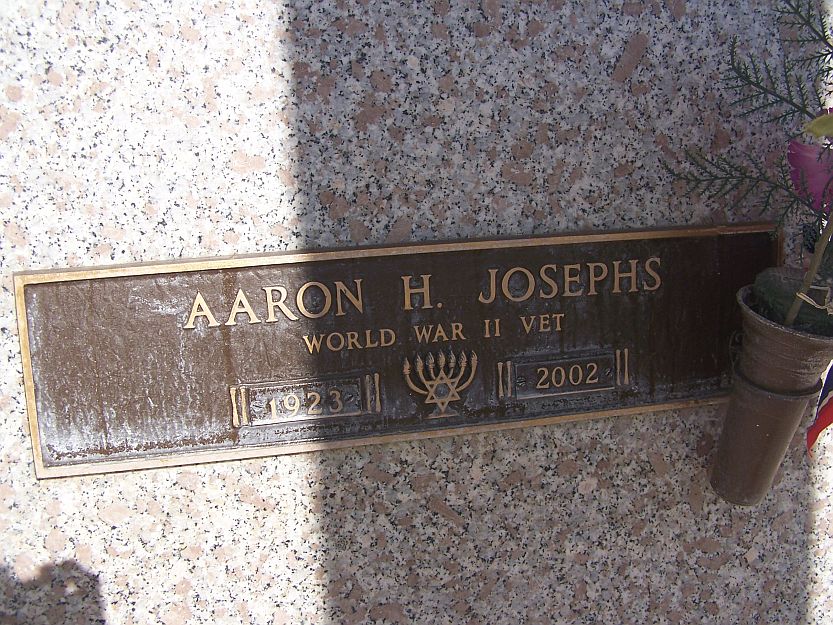 AARON H. JOSEPHS
WORLD WAR II VET
1923 2002